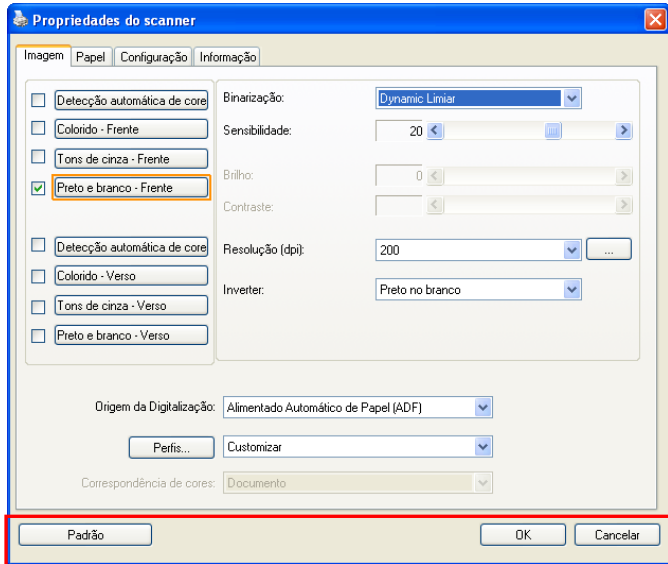 Propriedades do scanner
Imagem Papel Configuração Informação
Detecção automática de core
Colorido - Frente
Tons de cinza - Frente
Preto e branco - Frente
Detecção automática de core
Colorido - Verso
Tons de cinza - Verso
Preto e branco - Verso
Binarização: Dynamic Limiar
Sensibilidade: 20
Brilho: 0
Contraste:
Resolução (dpi): 200 ...
Inverter: Preto no branco
Origem da Digitalização: Alimentado Automático de Papel (ADF)
Perfis... Customizar
Correspondência de cores: Documento
Padrão OK Cancelar